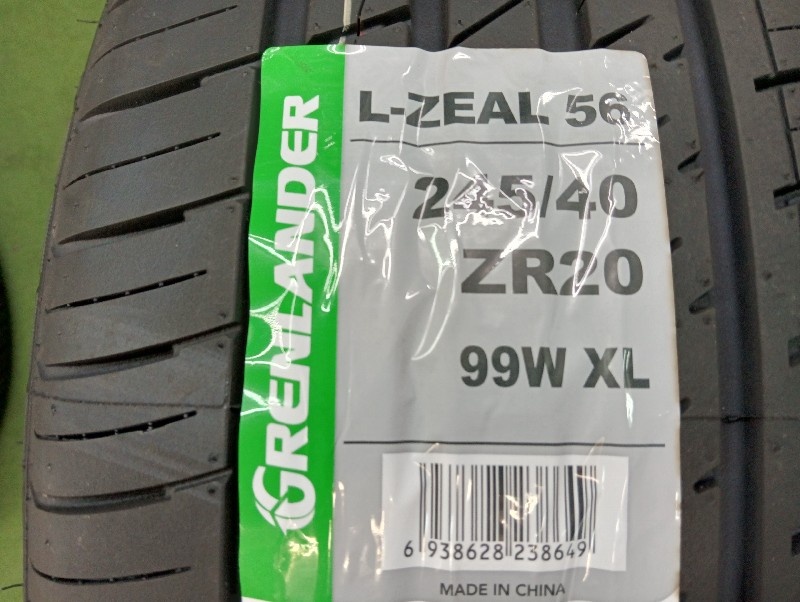 GRENLANDER
L-ZEAL 56
245/40
ZR20
99W XL
6 938628 238649
MADE IN CHINA